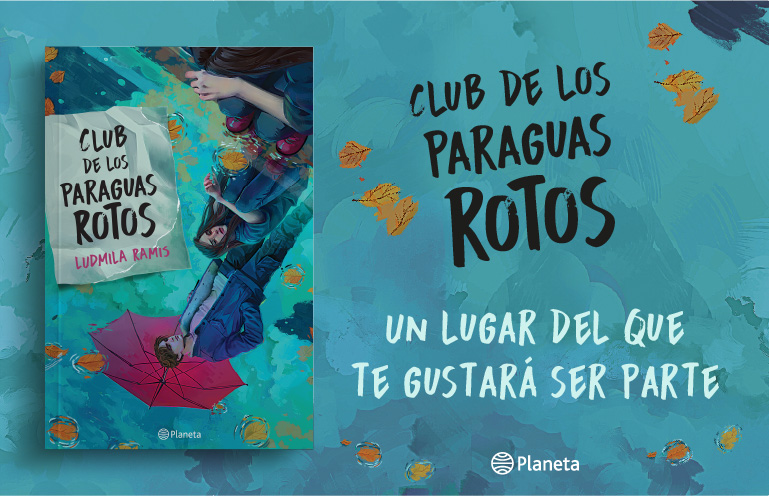 CLUB
DE LOS
PARAGUAS
ROTOS
LUDMILA RAMIS
Planeta
CLUB DE LOS
PARAGUAS
ROTOS
UN LUGAR DEL QUE
TE GUSTARÁ SER PARTE
Planeta